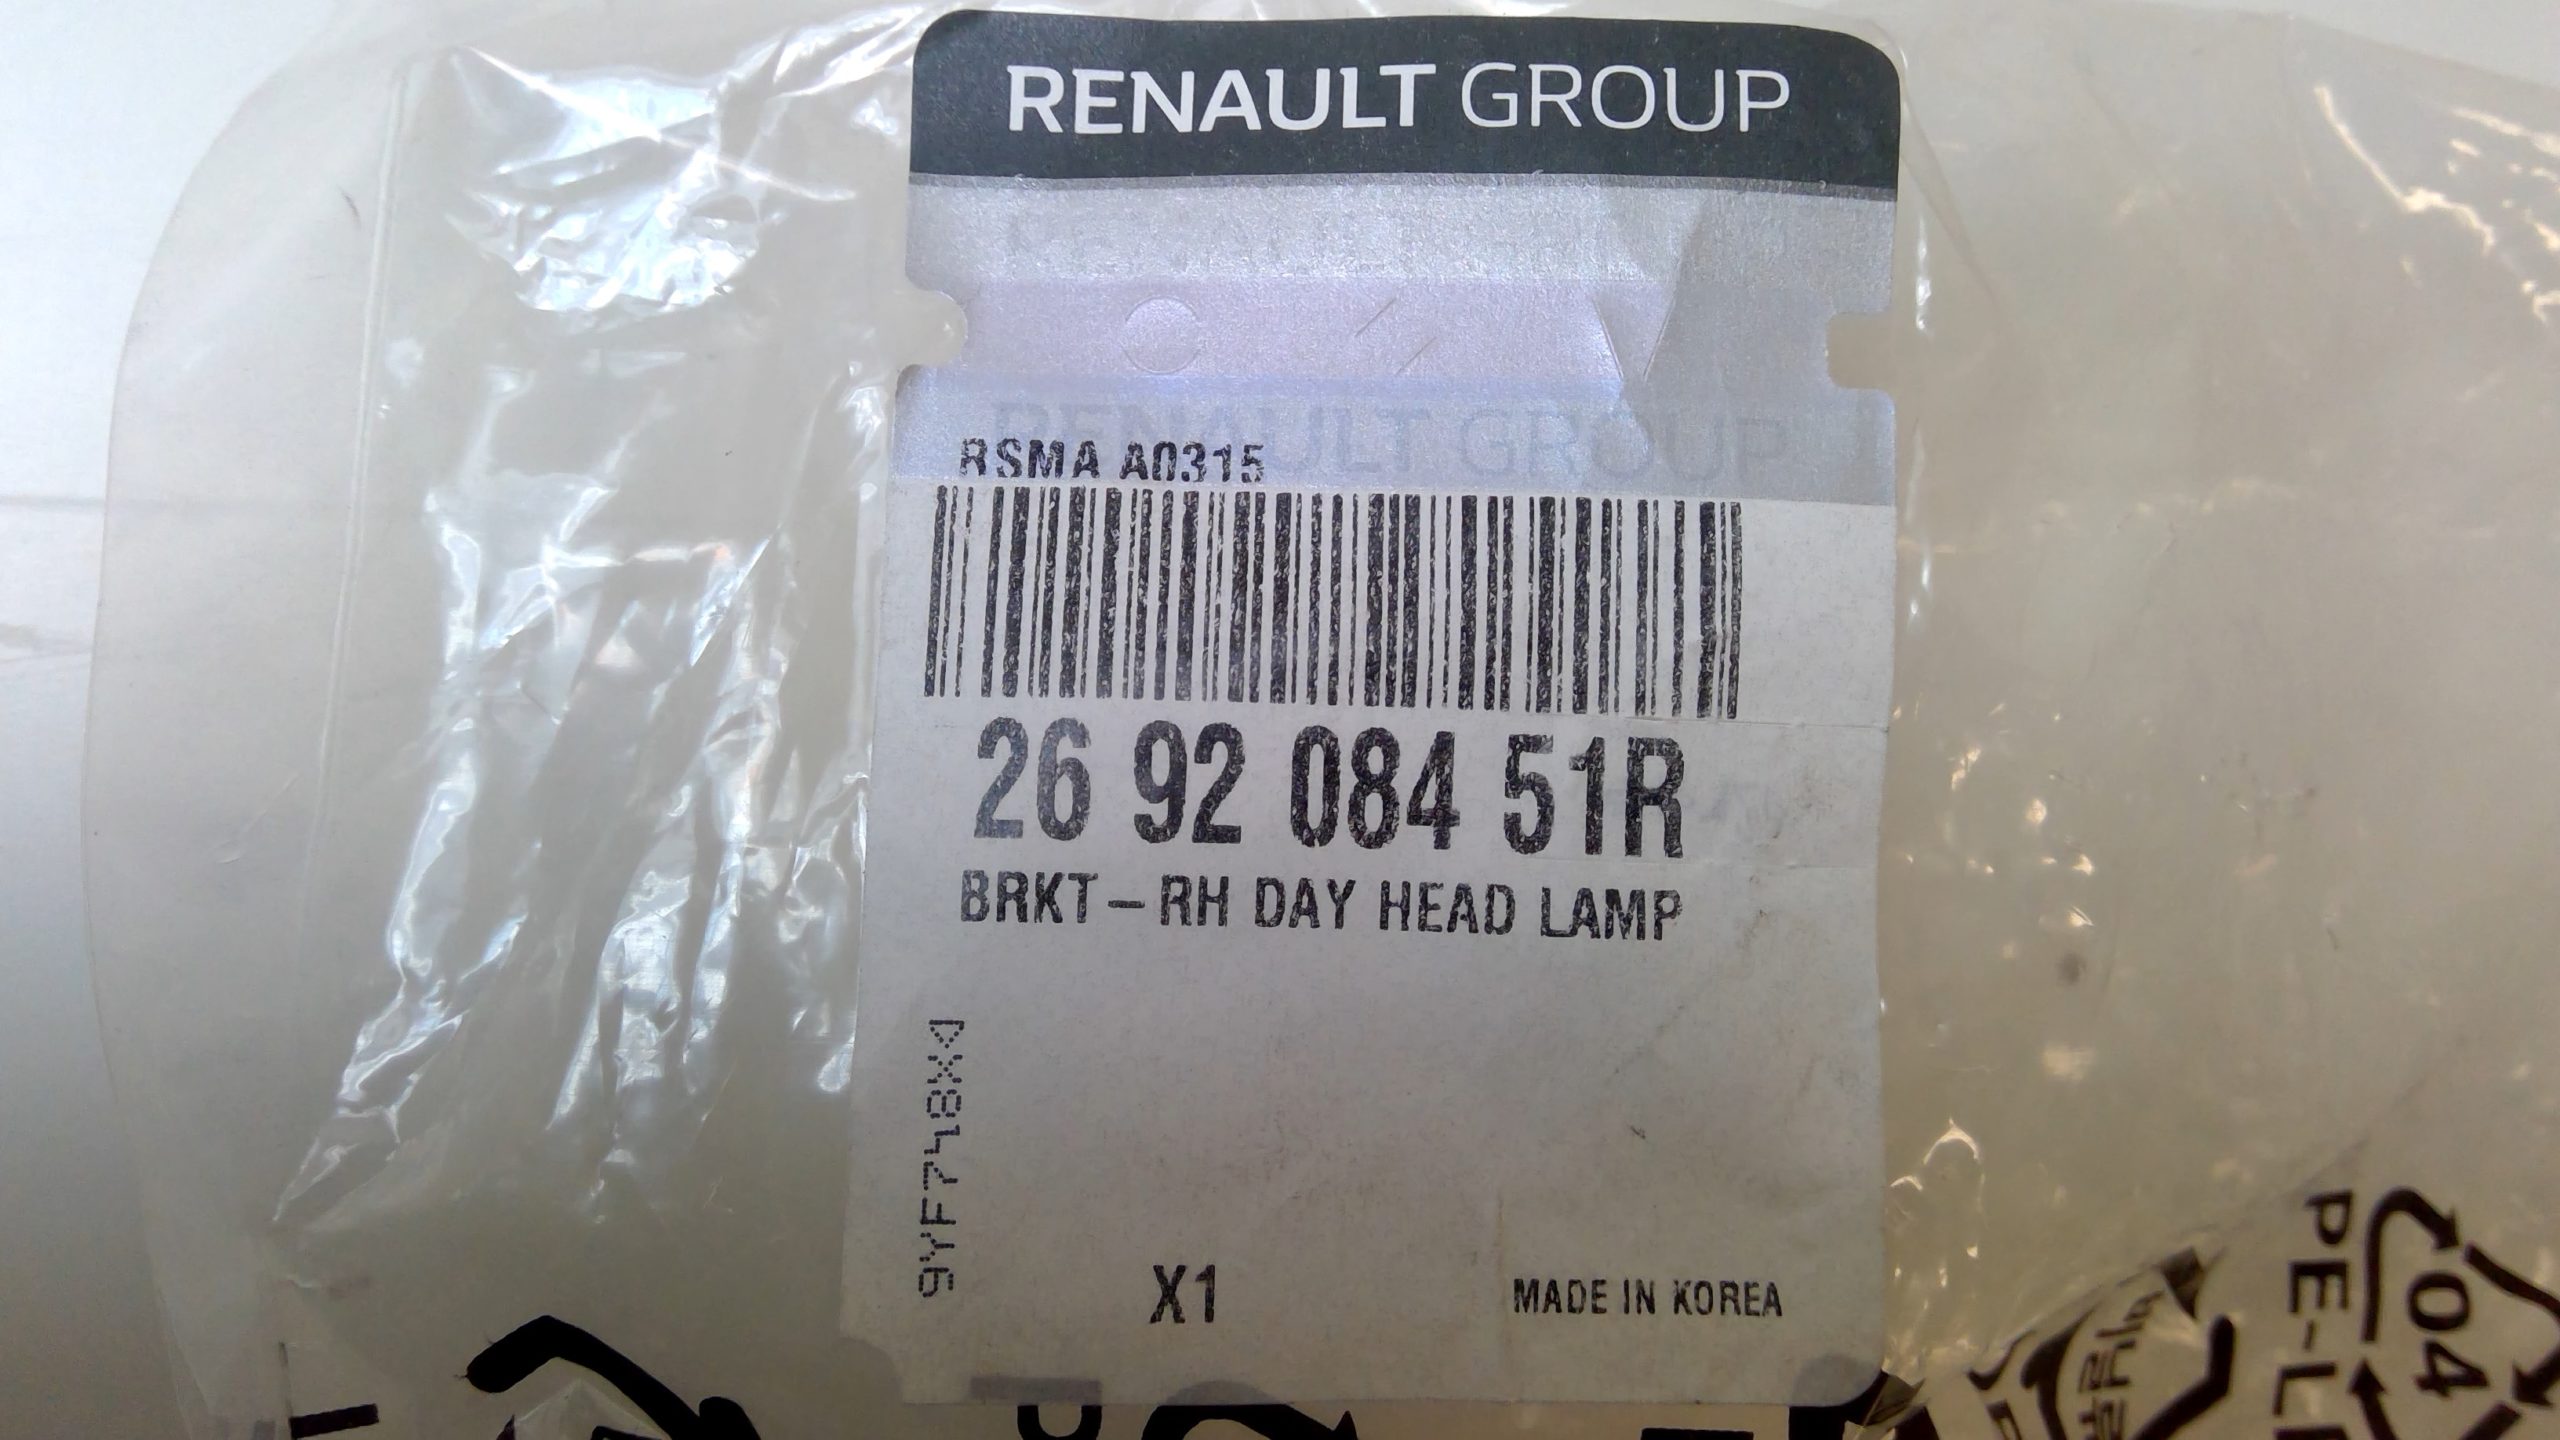 RENAULT GROUP
RENAULT GROUP
RSMA A0315
26 92 084 51R
BRKT-RH DAY HEAD LAMP
9YF748X4
X1
MADE IN KOREA
04